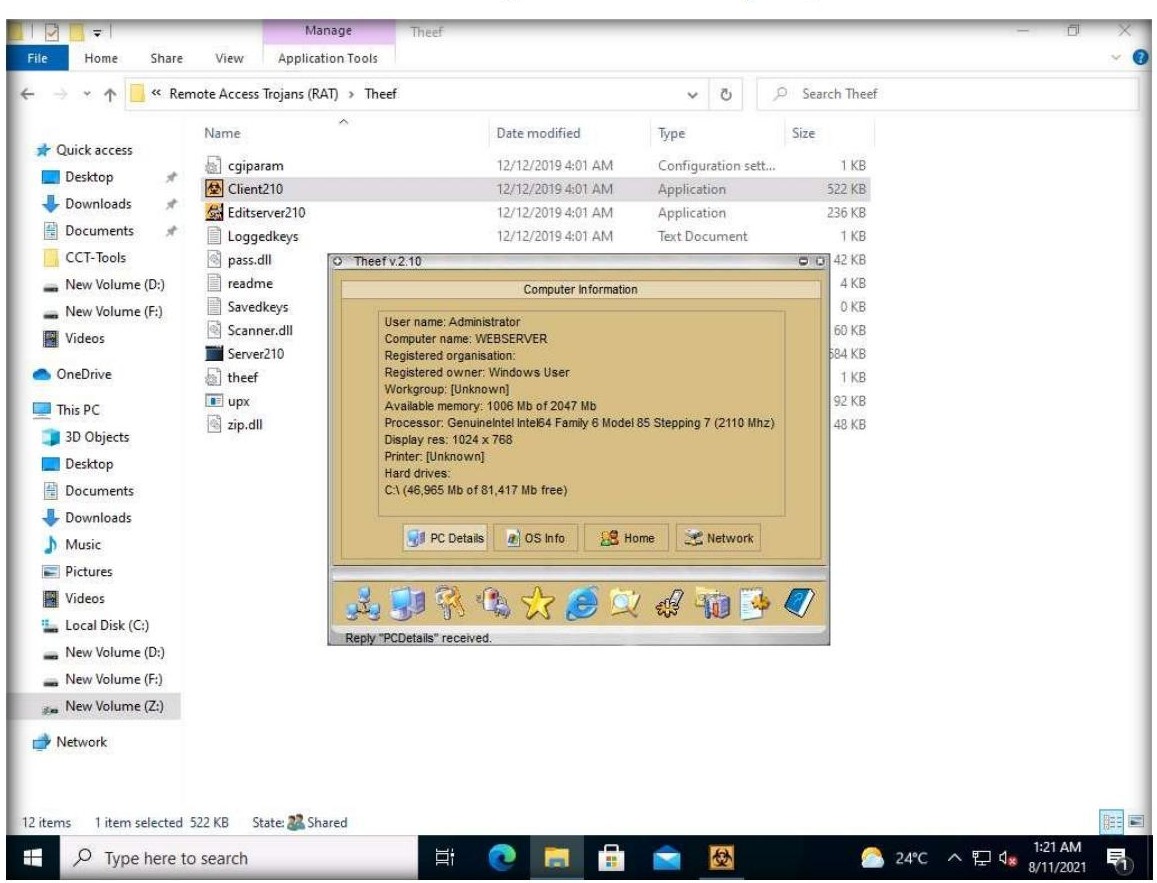 Manage Theef
File Home Share View Application Tools
« Remote Access Trojans (RAT) › Theef
Search Theef
Name Date modified Type Size
Quick access
Desktop
Downloads
Documents
CCT-Tools
New Volume (D:)
New Volume (F:)
Videos
OneDrive
This PC
3D Objects
Desktop
Documents
Downloads
Music
Pictures
Videos
Local Disk (C:)
New Volume (D:)
New Volume (F:)
New Volume (Z:)
Network
cgiparam 12/12/2019 4:01 AM Configuration sett... 1 KB
Client210 12/12/2019 4:01 AM Application 522 KB
Editserver210 12/12/2019 4:01 AM Application 236 KB
Loggedkeys 12/12/2019 4:01 AM Text Document 1 KB
pass.dll 42 KB
readme 4 KB
Savedkeys 0 KB
Scanner.dll 60 KB
Server210 584 KB
theef 1 KB
upx 92 KB
zip.dll 48 KB
Theef v.2.10
Computer Information
User name: Administrator
Computer name: WEBSERVER
Registered organisation:
Registered owner: Windows User
Workgroup: [Unknown]
Available memory: 1006 Mb of 2047 Mb
Processor: GenuineIntel Intel64 Family 6 Model 85 Stepping 7 (2110 Mhz)
Display res: 1024 x 768
Printer: [Unknown]
Hard drives:
C:\ (46,965 Mb of 81,417 Mb free)
PC Details OS Info Home Network
Reply "PCDetails" received.
12 items 1 item selected 522 KB State: Shared
Type here to search
24°C
1:21 AM
8/11/2021
1